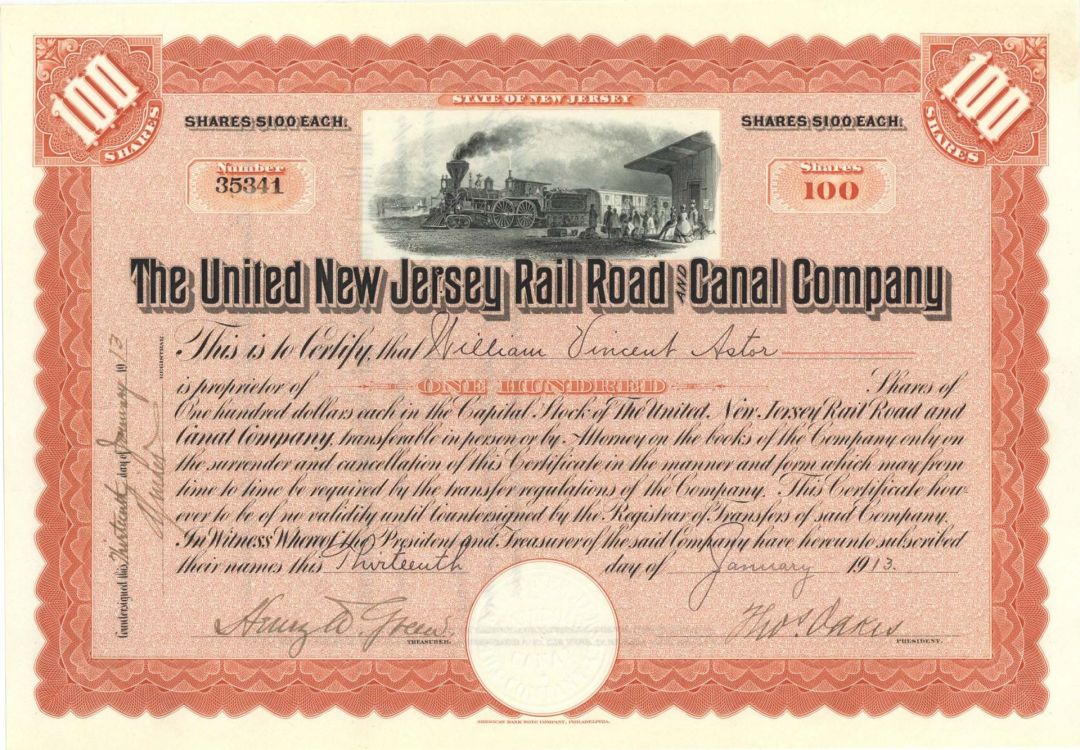 100
SHARES
100
SHARES
STATE OF NEW JERSEY
SHARES $100 EACH.
SHARES $100 EACH.
Number
35341
Shares
100
The United New Jersey Rail Road AND Canal Company
This is to Certify, that William Vincent Astor
is proprietor of ONE HUNDRED Shares of
One hundred dollars each in the Capital Stock of The United New Jersey Rail Road and
Canal Company, transferable in person or by Attorney on the books of the Company only on
the surrender and cancellation of this Certificate in the manner and form which may from
time to time be required by the transfer regulations of the Company. This Certificate how
ever to be of no validity until Countersigned by the Registrar of Transfers of said Company.
In Witness Whereof the President and Treasurer of the said Company have hereunto subscribed
their names this Thirteenth day of January 1913.
Henry W. Green TREASURER.
Thos. Oakes PRESIDENT.
Countersigned this Thirteenth day of January 1913
REGISTRAR
AMERICAN BANK NOTE COMPANY, PHILADELPHIA.